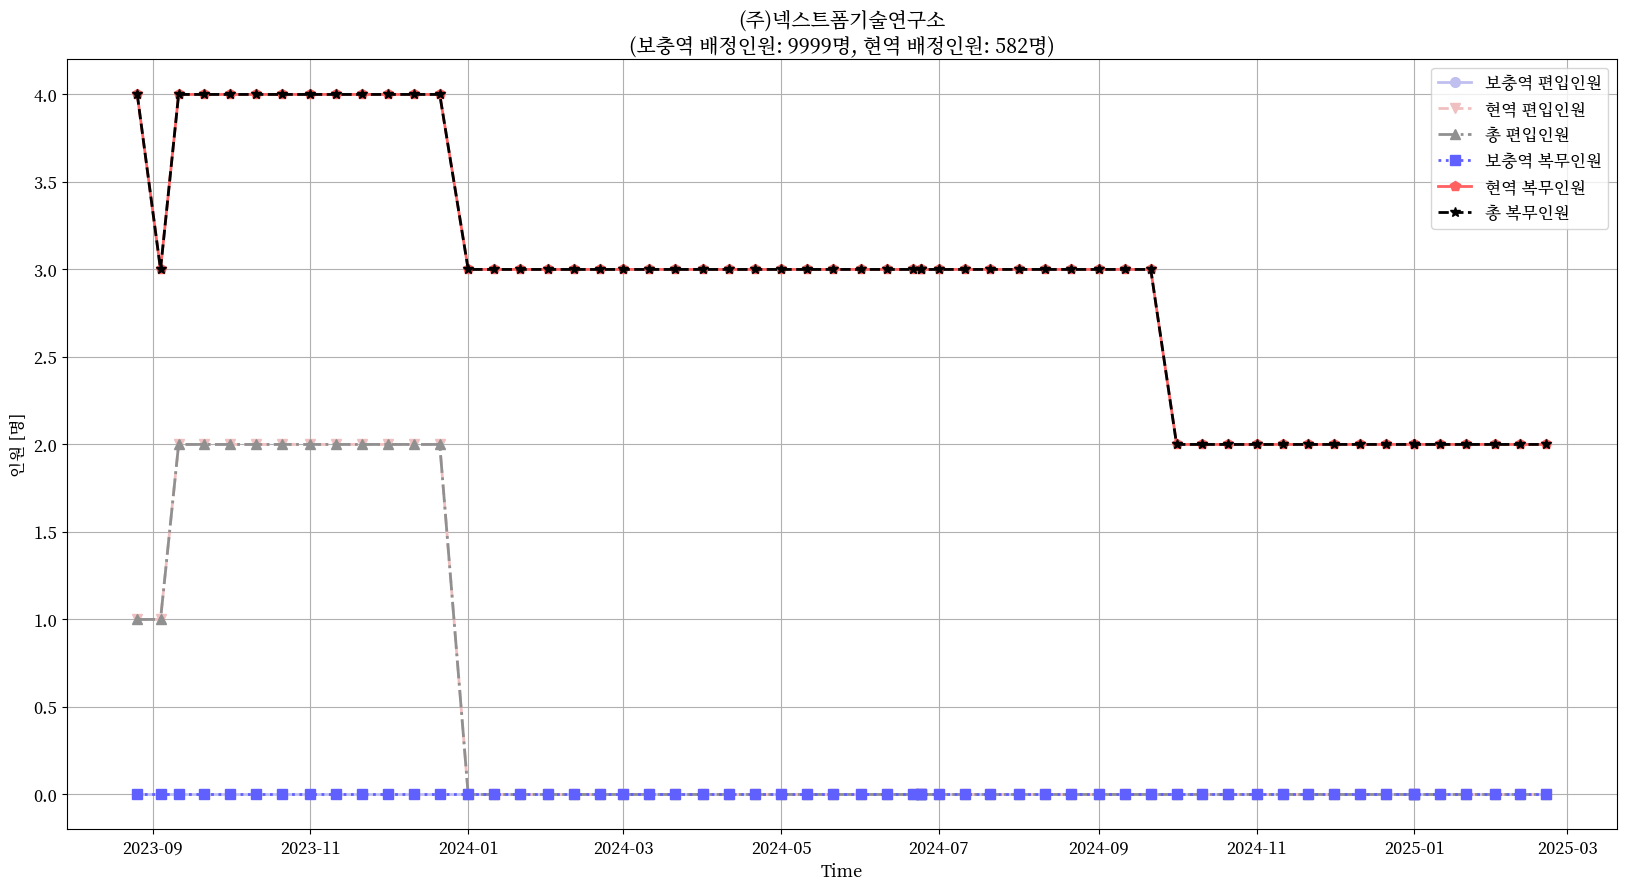 (주)넥스트폼기술연구소
(보충역 배정인원: 9999명, 현역 배정인원: 582명)
보충역 편입인원
현역 편입인원
총 편입인원
보충역 복무인원
현역 복무인원
총 복무인원
인원 [명]
4.0
3.5
3.0
2.5
2.0
1.5
1.0
0.5
0.0
2023-09 2023-11 2024-01 2024-03 2024-05 2024-07 2024-09 2024-11 2025-01 2025-03
Time